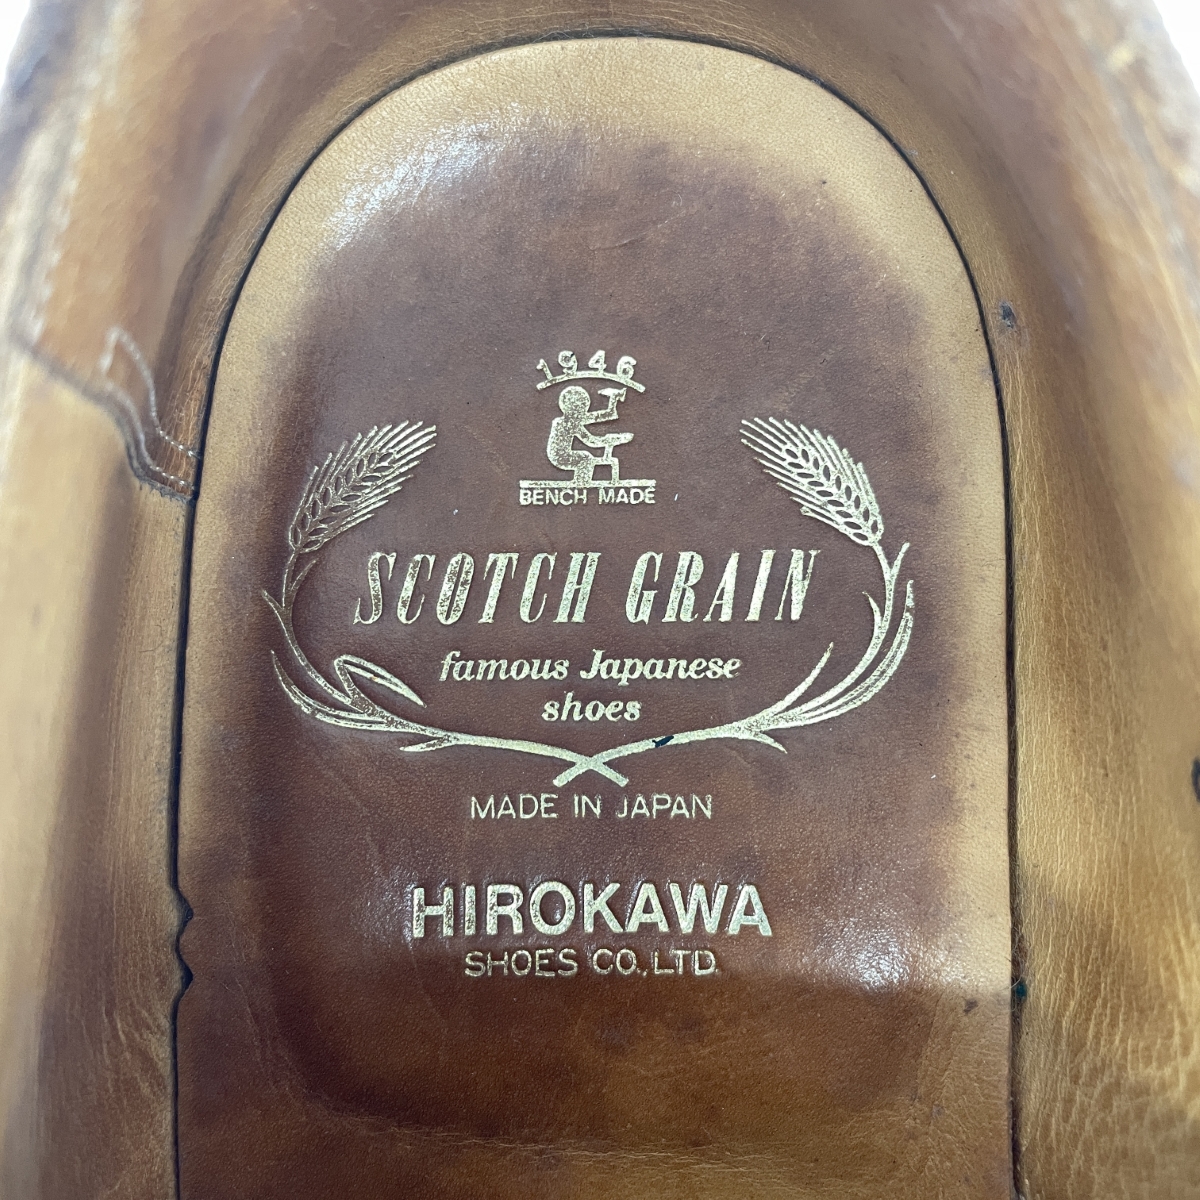 1946
BENCH MADE
SCOTCH GRAIN
famous Japanese
shoes
MADE IN JAPAN
HIROKAWA
SHOES CO.,LTD.